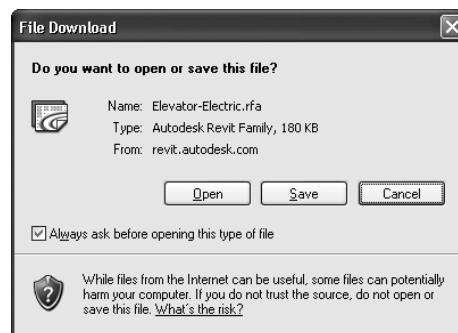 File Download
Do you want to open or save this file?
Name: Elevator-Electric.rfa
Type: Autodesk Revit Family, 180 KB
From: revit.autodesk.com
Open Save Cancel
Always ask before opening this type of file
While files from the Internet can be useful, some files can potentially
harm your computer. If you do not trust the source, do not open or
save this file. What's the risk?